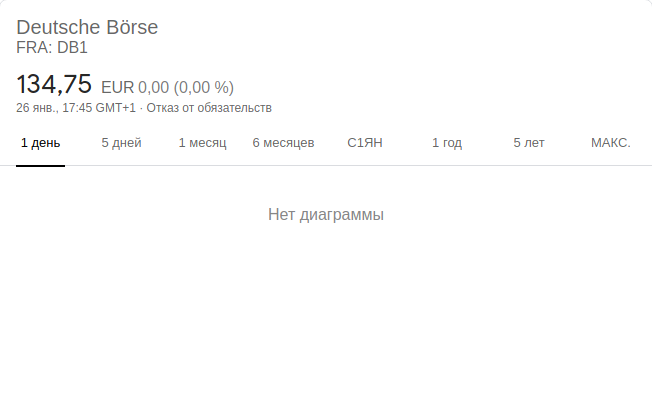 Deutsche Börse
FRA: DB1
134,75 EUR 0,00 (0,00 %)
26 янв., 17:45 GMT+1 · Отказ от обязательств
1 день 5 дней 1 месяц 6 месяцев С1ЯН 1 год 5 лет МАКС.
Нет диаграммы